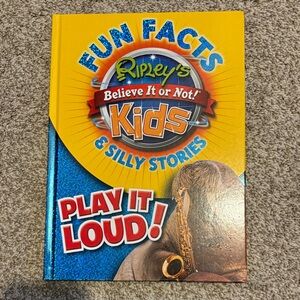 FUN FACTS
RIPLEY'S
Believe It or Not!
Kids
& SILLY STORIES
PLAY IT
LOUD!